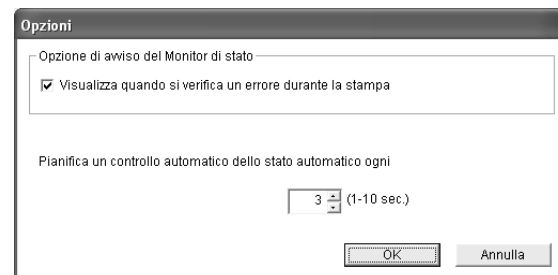 Opzioni
Opzione di avviso del Monitor di stato
Visualizza quando si verifica un errore durante la stampa
Pianifica un controllo automatico dello stato automatico ogni
3 (1-10 sec.)
OK Annulla